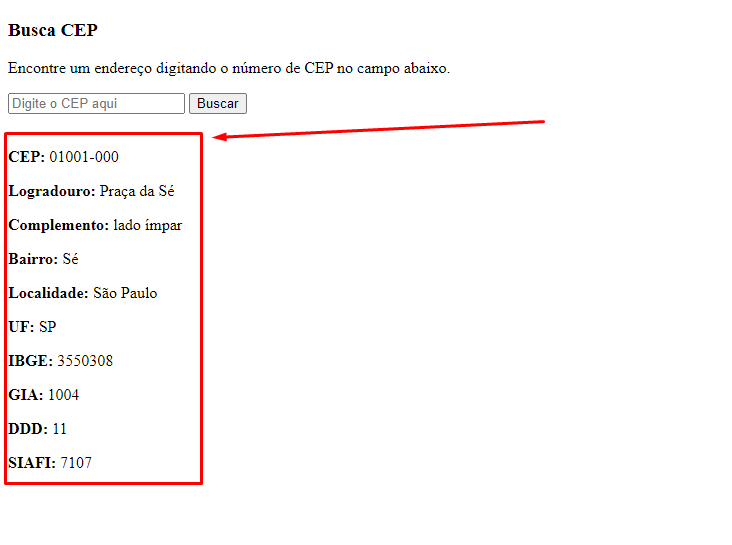 Busca CEP
Encontre um endereço digitando o número de CEP no campo abaixo.
Digite o CEP aqui Buscar
CEP: 01001-000
Logradouro: Praça da Sé
Complemento: lado ímpar
Bairro: Sé
Localidade: São Paulo
UF: SP
IBGE: 3550308
GIA: 1004
DDD: 11
SIAFI: 7107